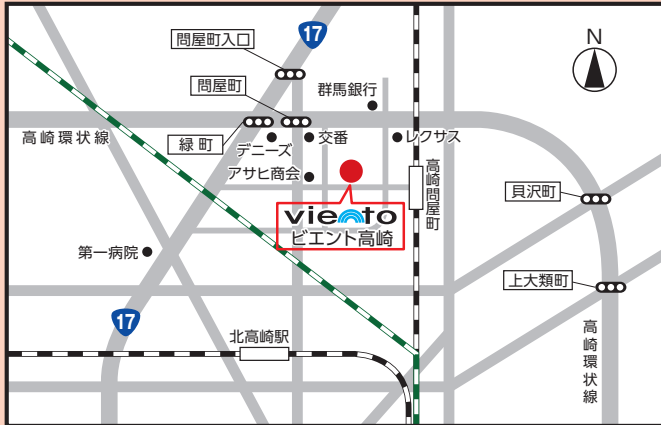 17
問屋町入口
N
問屋町
群馬銀行
高崎環状線
緑町
デニーズ
交番
レクサス
アサヒ商会
高崎問屋町
貝沢町
viento
ビエント高崎
第一病院
上大類町
17
北高崎駅
高崎環状線